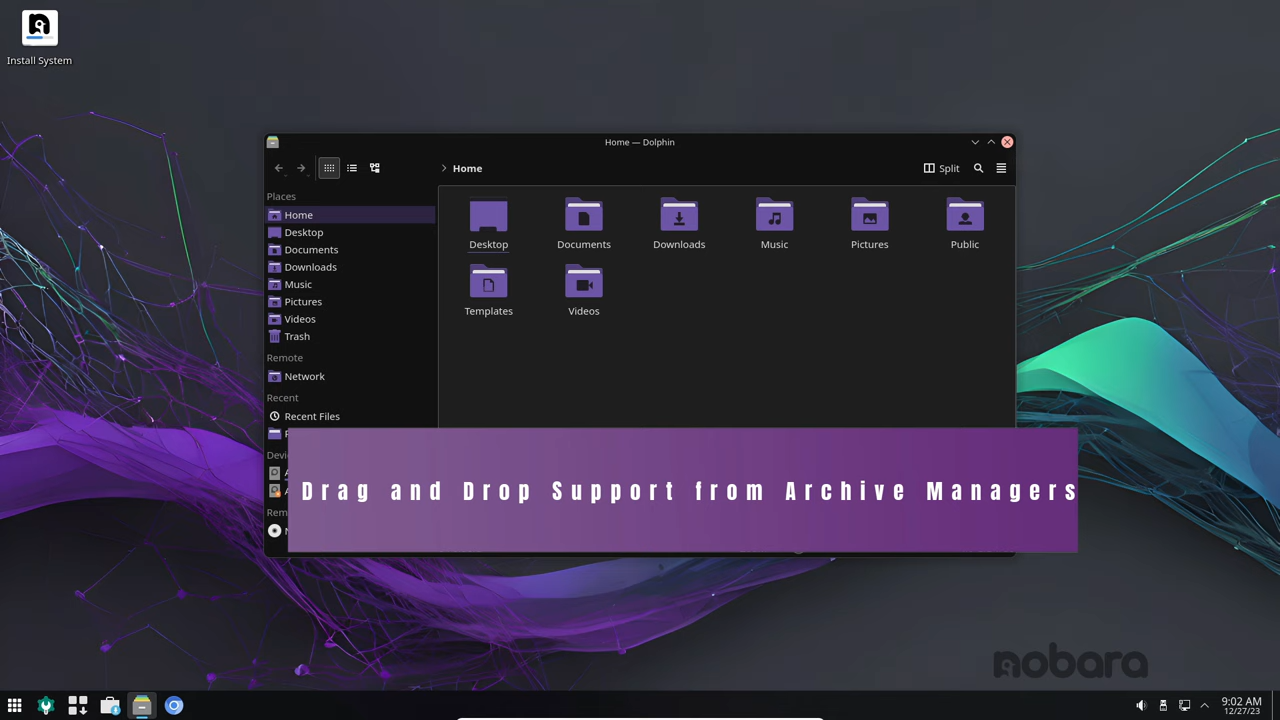 Install System
Home — Dolphin
Home
Split
Places
Home
Desktop
Documents
Downloads
Music
Pictures
Videos
Trash
Remote
Network
Recent
Recent Files
Desktop
Documents
Downloads
Music
Pictures
Public
Templates
Videos
Drag and Drop Support from Archive Managers
nobara
9:02 AM
12/27/23